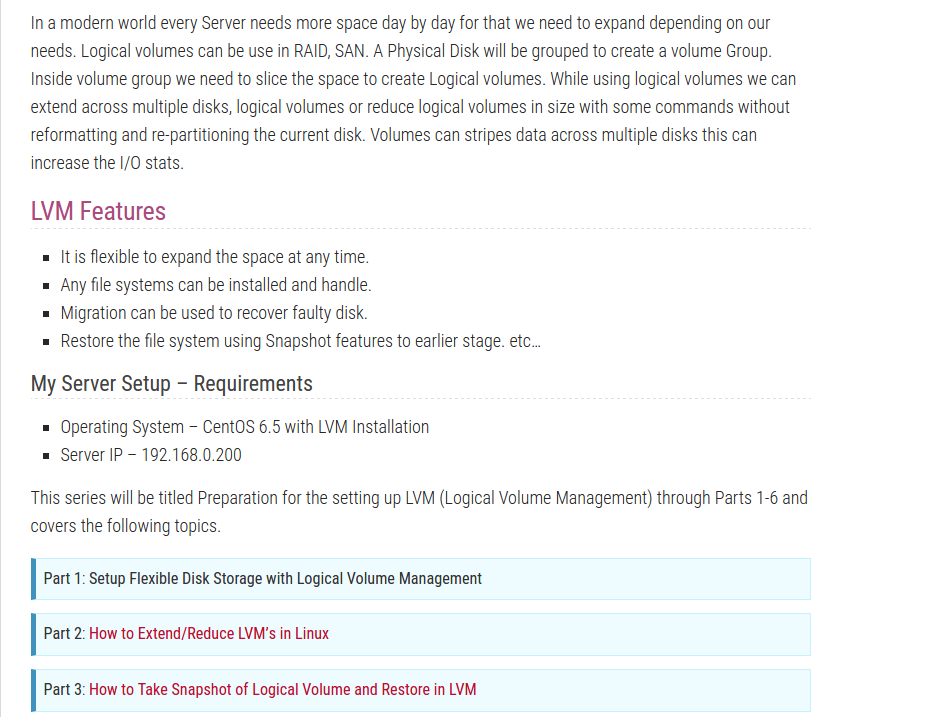 In a modern world every Server needs more space day by day for that we need to expand depending on our
needs. Logical volumes can be use in RAID, SAN. A Physical Disk will be grouped to create a volume Group.
Inside volume group we need to slice the space to create Logical volumes. While using logical volumes we can
extend across multiple disks, logical volumes or reduce logical volumes in size with some commands without
reformatting and re-partitioning the current disk. Volumes can stripes data across multiple disks this can
increase the I/O stats.
LVM Features
It is flexible to expand the space at any time.
Any file systems can be installed and handle.
Migration can be used to recover faulty disk.
Restore the file system using Snapshot features to earlier stage. etc…
My Server Setup – Requirements
Operating System – CentOS 6.5 with LVM Installation
Server IP – 192.168.0.200
This series will be titled Preparation for the setting up LVM (Logical Volume Management) through Parts 1-6 and
covers the following topics.
Part 1: Setup Flexible Disk Storage with Logical Volume Management
Part 2: How to Extend/Reduce LVM’s in Linux
Part 3: How to Take Snapshot of Logical Volume and Restore in LVM